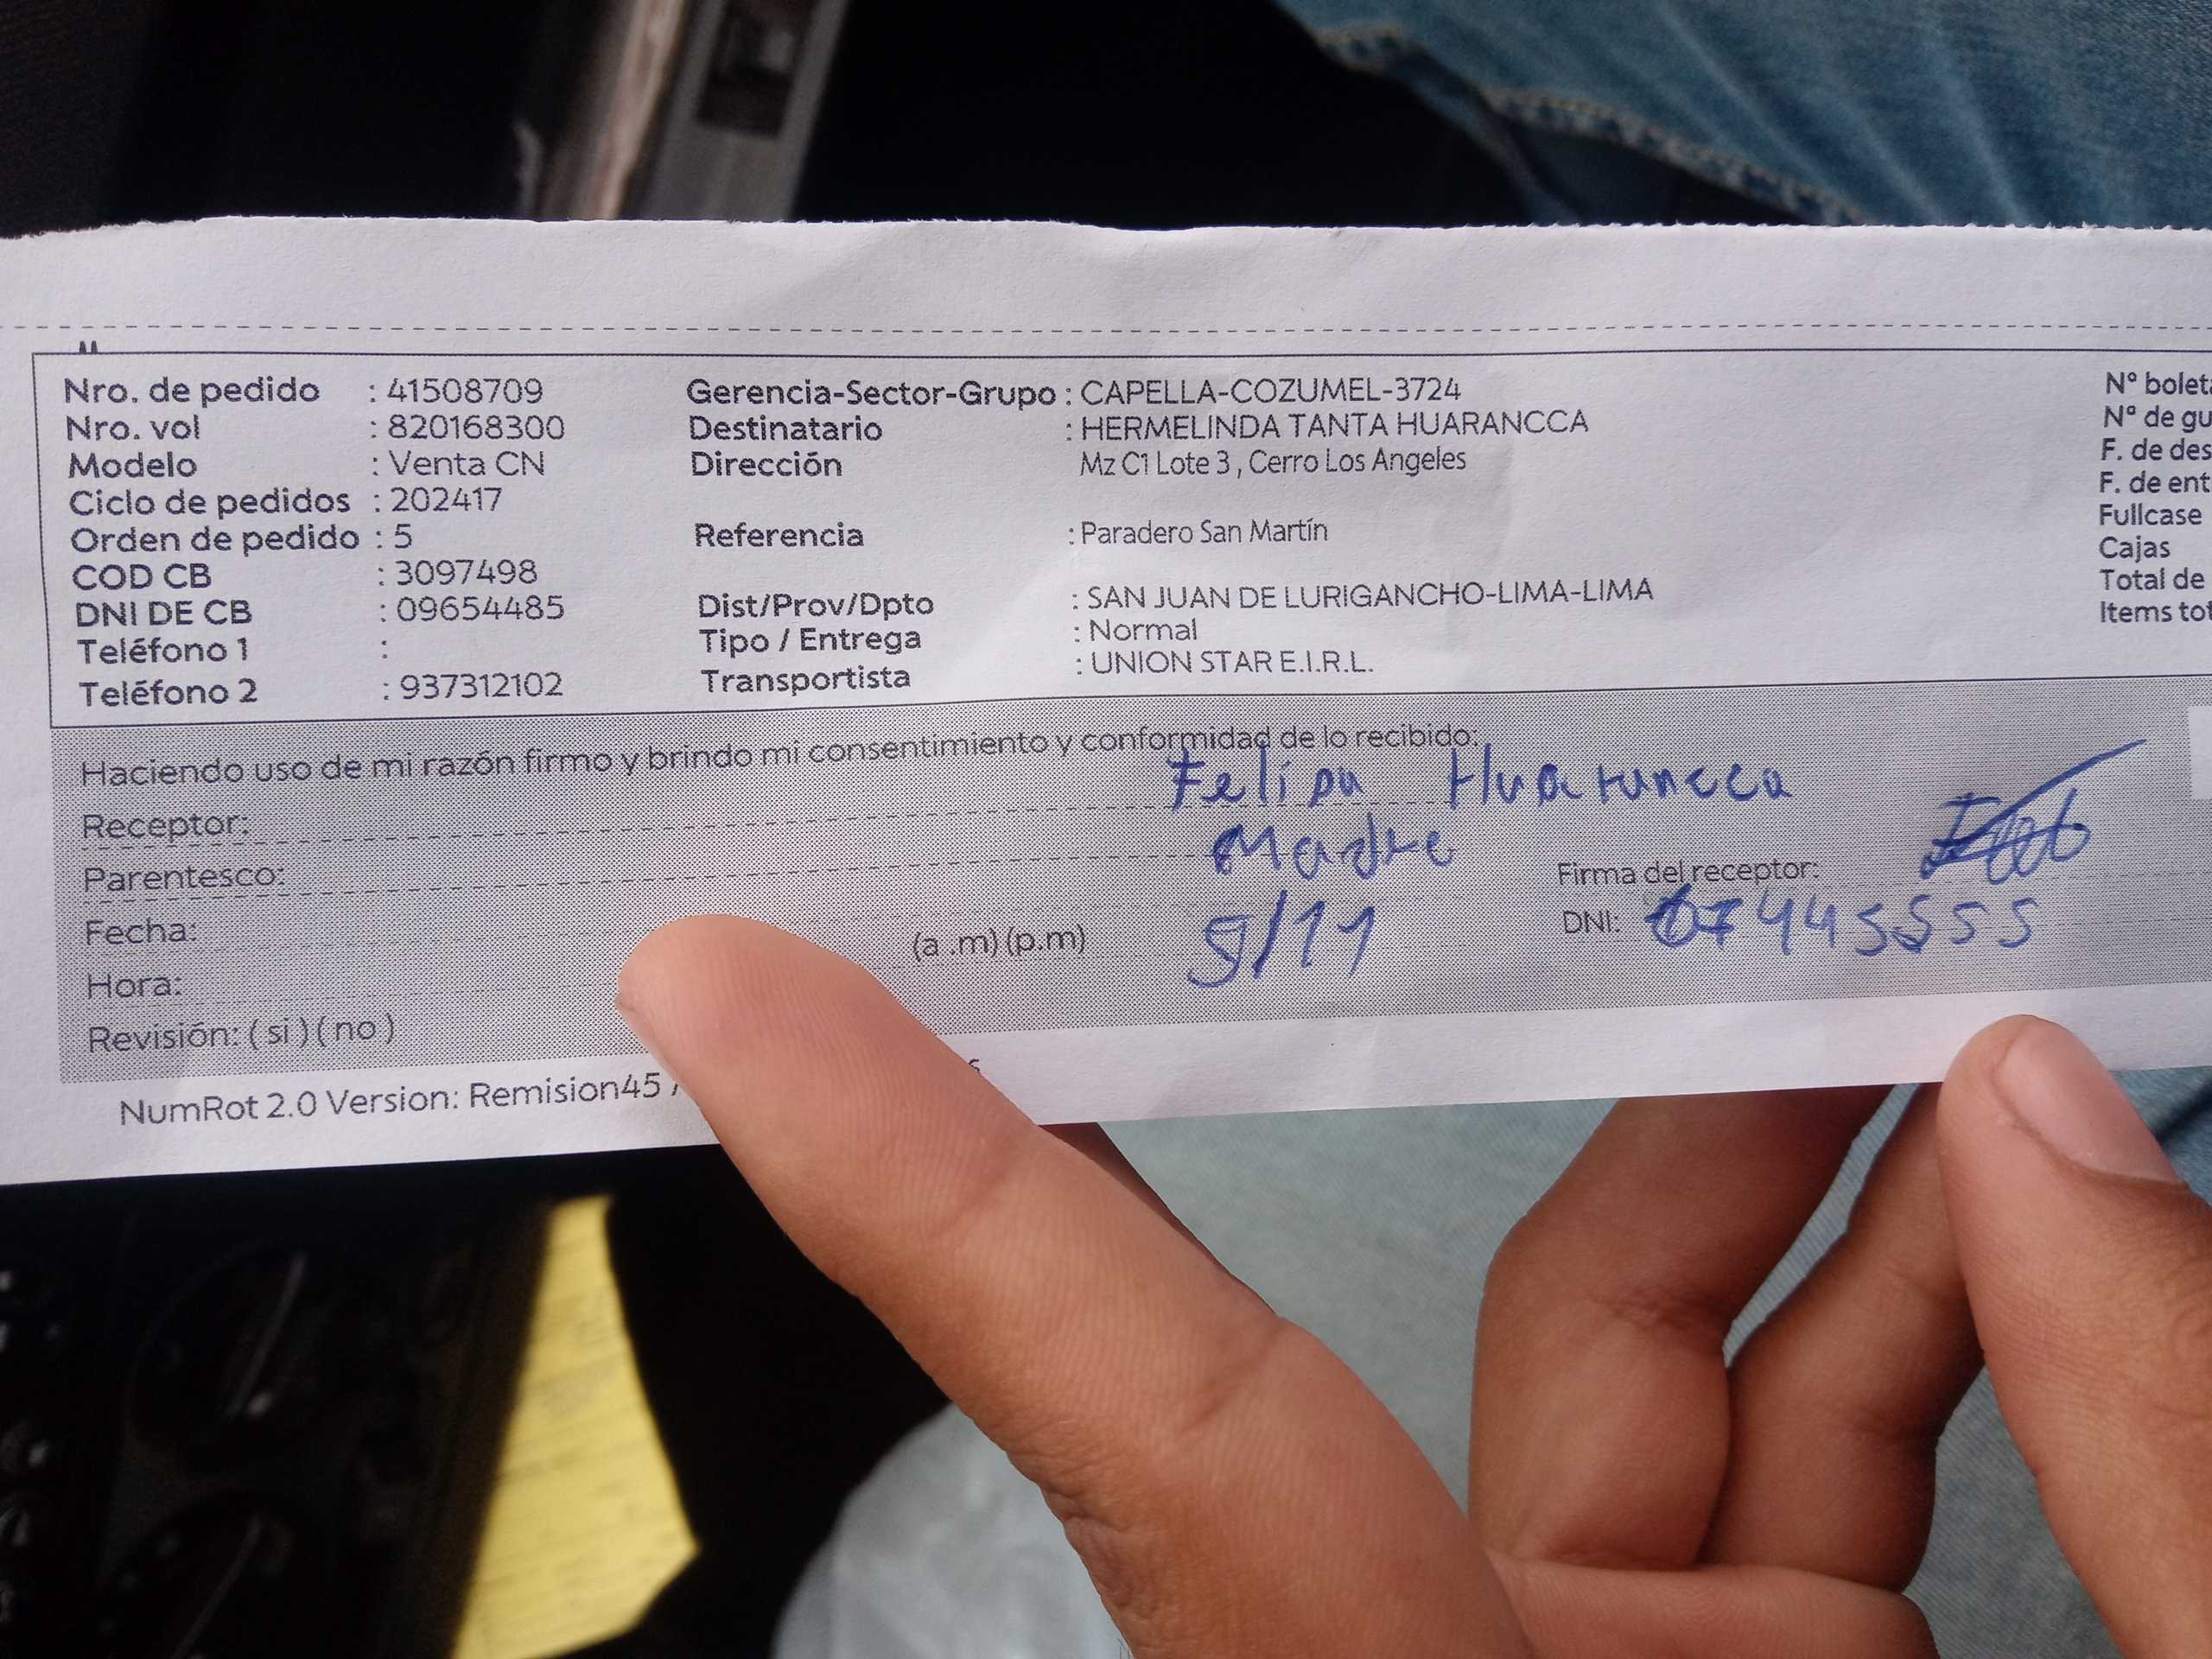 Nro. de pedido : 41508709 Gerencia-Sector-Grupo : CAPELLA-COZUMEL-3724 N° boleta
Nro. vol : 820168300 Destinatario : HERMELINDA TANTA HUARANCCA N° de gu
Modelo : Venta CN Dirección Mz C1 Lote 3 , Cerro Los Angeles F. de des
Ciclo de pedidos : 202417 F. de ent
Orden de pedido : 5 Referencia : Paradero San Martín Fullcase
COD CB : 3097498 Cajas
DNI DE CB : 09654485 Dist/Prov/Dpto : SAN JUAN DE LURIGANCHO-LIMA-LIMA Total de
Teléfono 1 : Tipo / Entrega : Normal Items tot
Teléfono 2 : 937312102 Transportista : UNION STAR E.I.R.L.
Haciendo uso de mi razón firmo y brindo mi consentimiento y conformidad de lo recibido:
Receptor: Felipa Huarancca
Parentesco: Madre Firma del receptor:
Fecha: 9/11 DNI:
Hora: (a .m) (p.m)
Revisión: ( si ) ( no )
NumRot 2.0 Version: Remision45